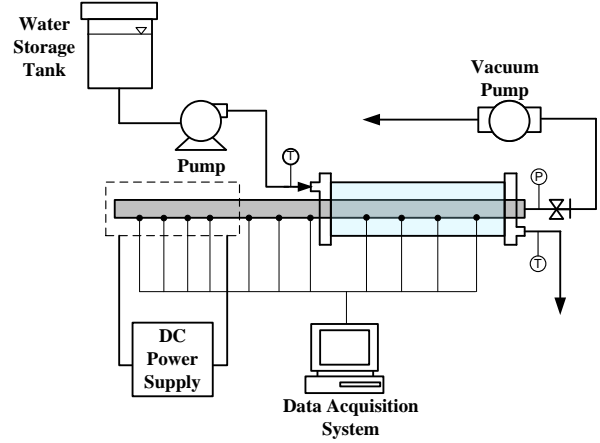 Water
Storage
Tank
Pump
Vacuum
Pump
T
P
T
DC
Power
Supply
Data Acquisition
System